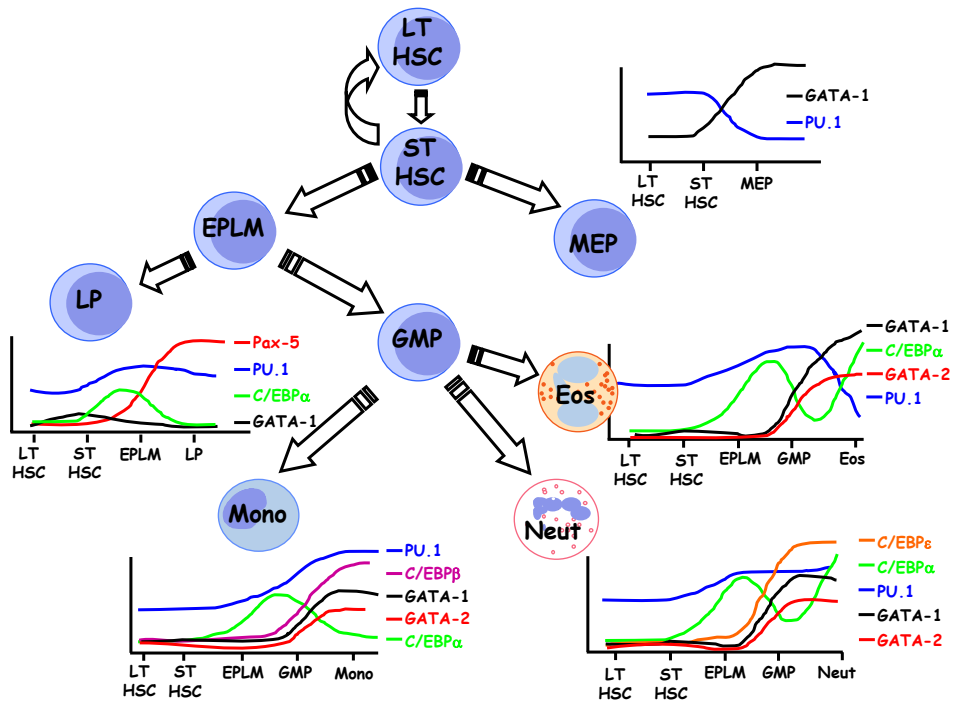 LT
HSC
ST
HSC
GATA-1
PU.1
LT
HSC
ST
HSC
MEP
EPLM
MEP
LP
GMP
Pax-5
PU.1
C/EBPα
GATA-1
LT
HSC
ST
HSC
EPLM
LP
Eos
GATA-1
C/EBPα
GATA-2
PU.1
LT
HSC
ST
HSC
EPLM
GMP
Eos
Mono
Neut
PU.1
C/EBPβ
GATA-1
GATA-2
C/EBPα
LT
HSC
ST
HSC
EPLM
GMP
Mono
C/EBPε
C/EBPα
PU.1
GATA-1
GATA-2
LT
HSC
ST
HSC
EPLM
GMP
Neut